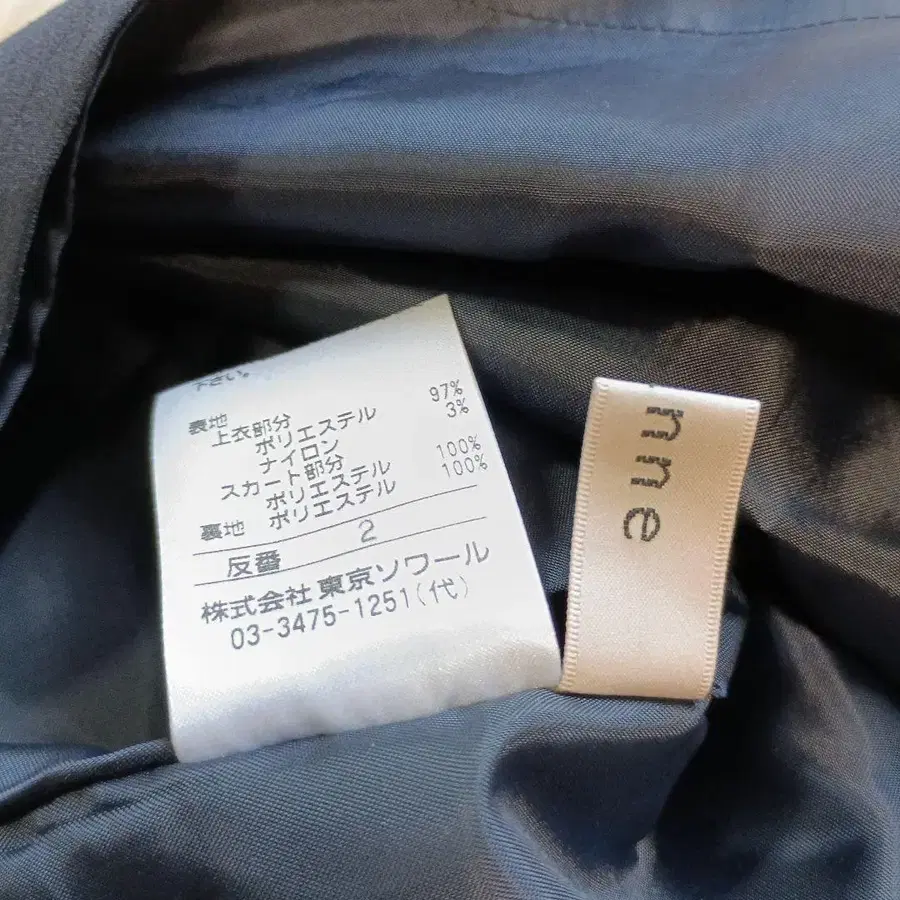 下さい。
表地
上衣部分
ポリエステル 97%
ナイロン 3%
スカート部分
ポリエステル 100%
裏地 ポリエステル 100%
反番 2
株式会社 東京ソワール
03-3475-1251(代)
nne